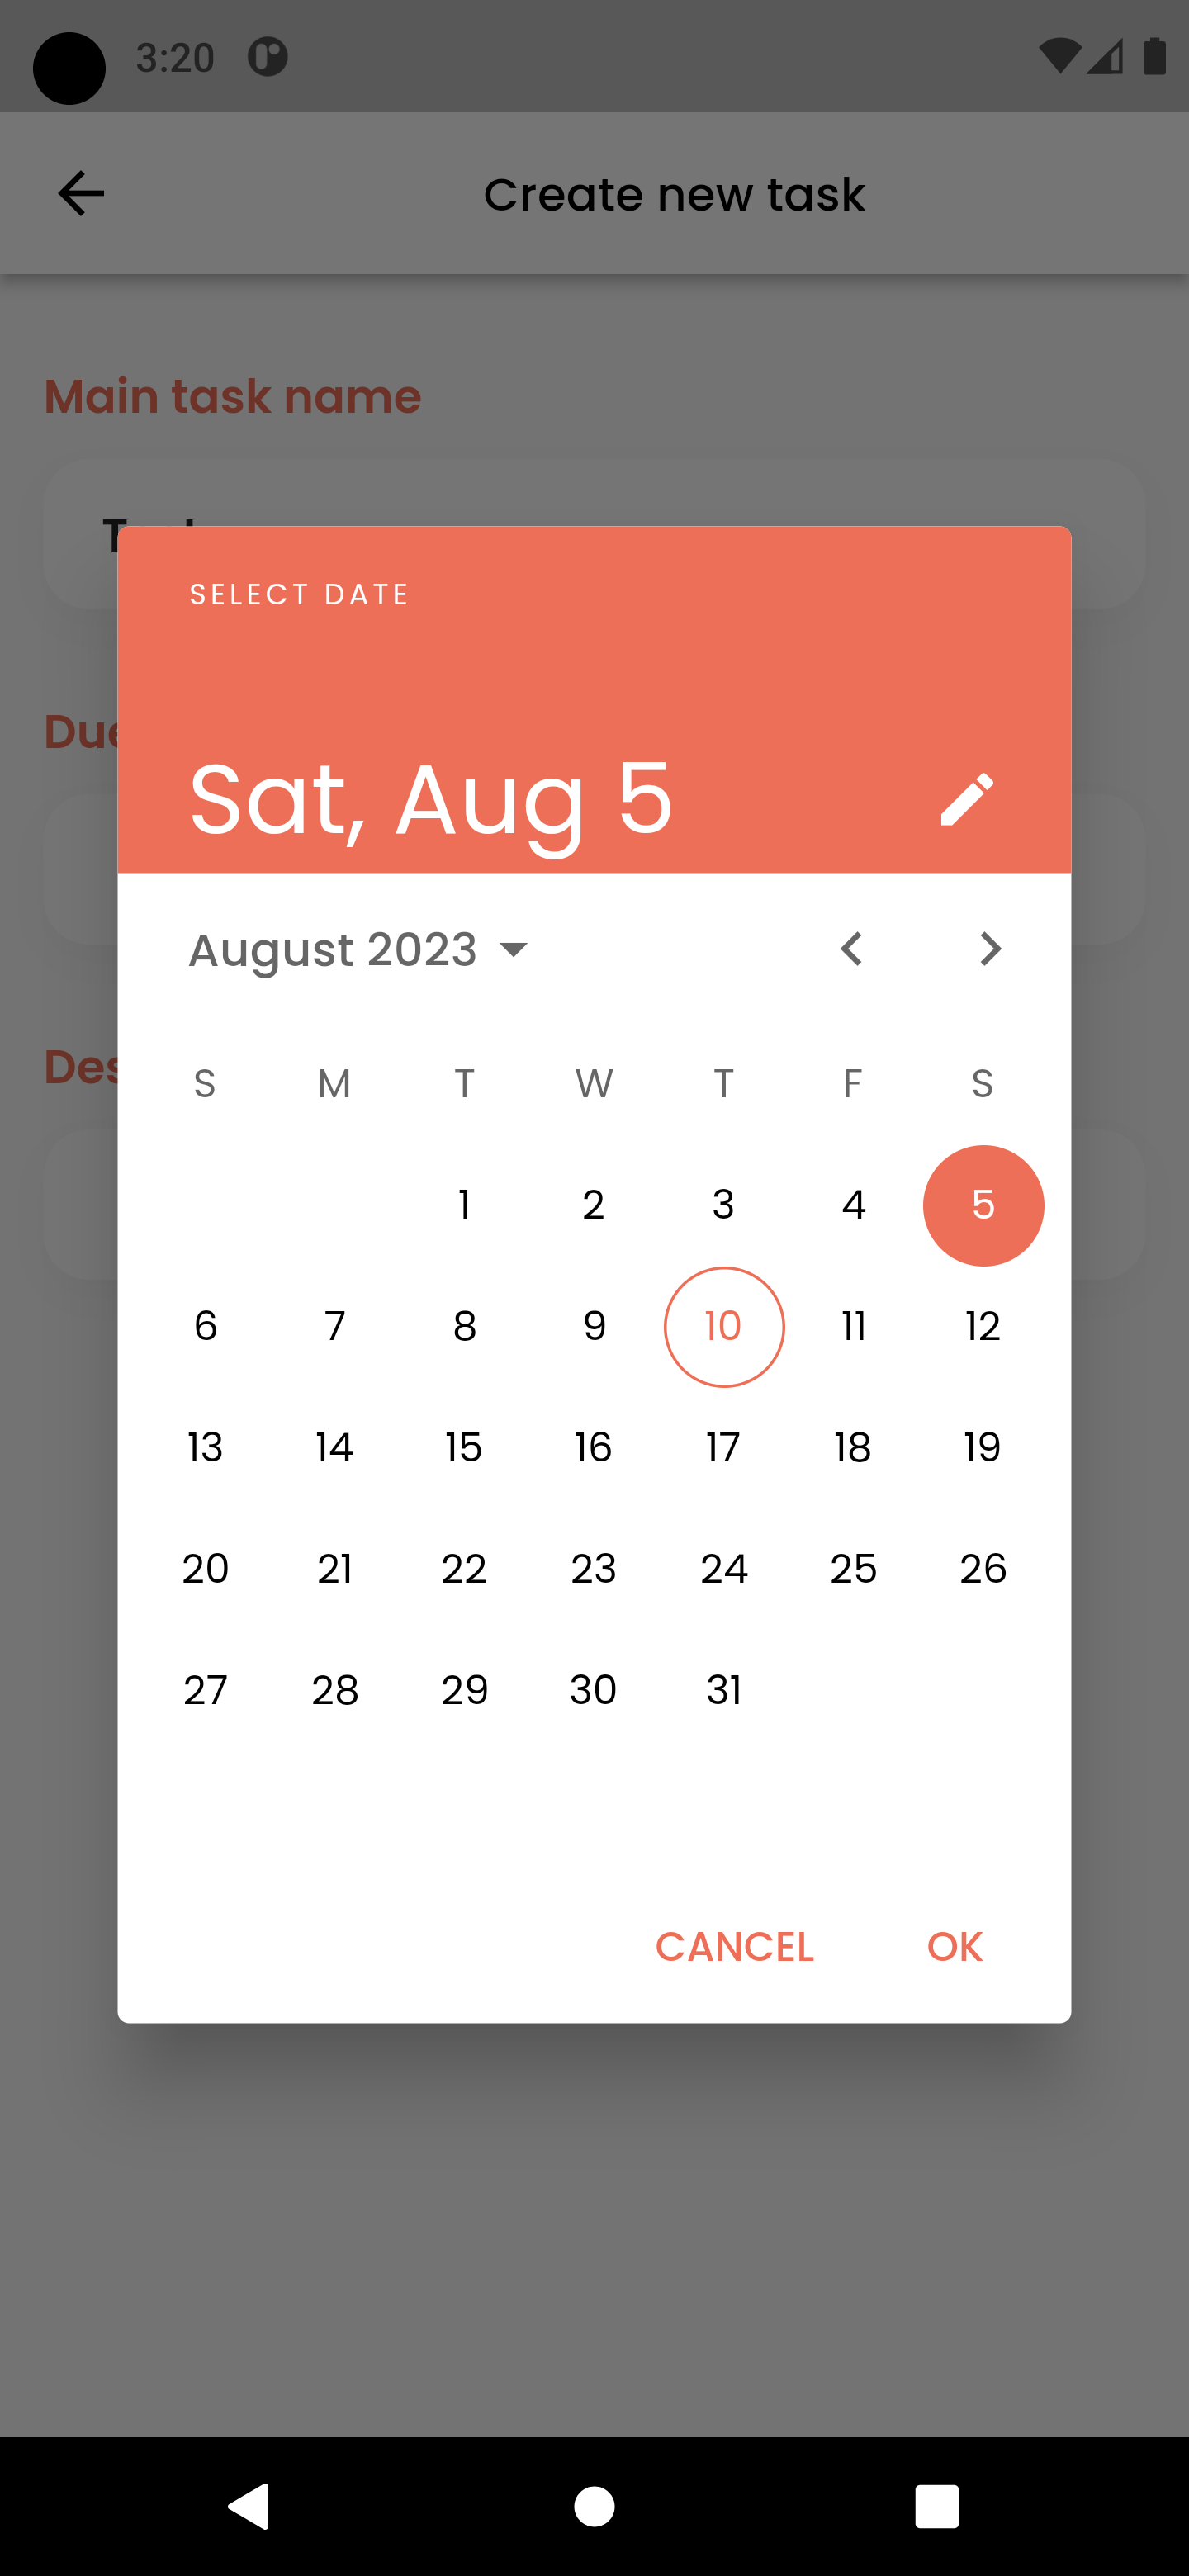 3:20
Create new task
Main task name
SELECT DATE
Sat, Aug 5
August 2023
S M T W T F S
1 2 3 4 5
6 7 8 9 10 11 12
13 14 15 16 17 18 19
20 21 22 23 24 25 26
27 28 29 30 31
CANCEL OK